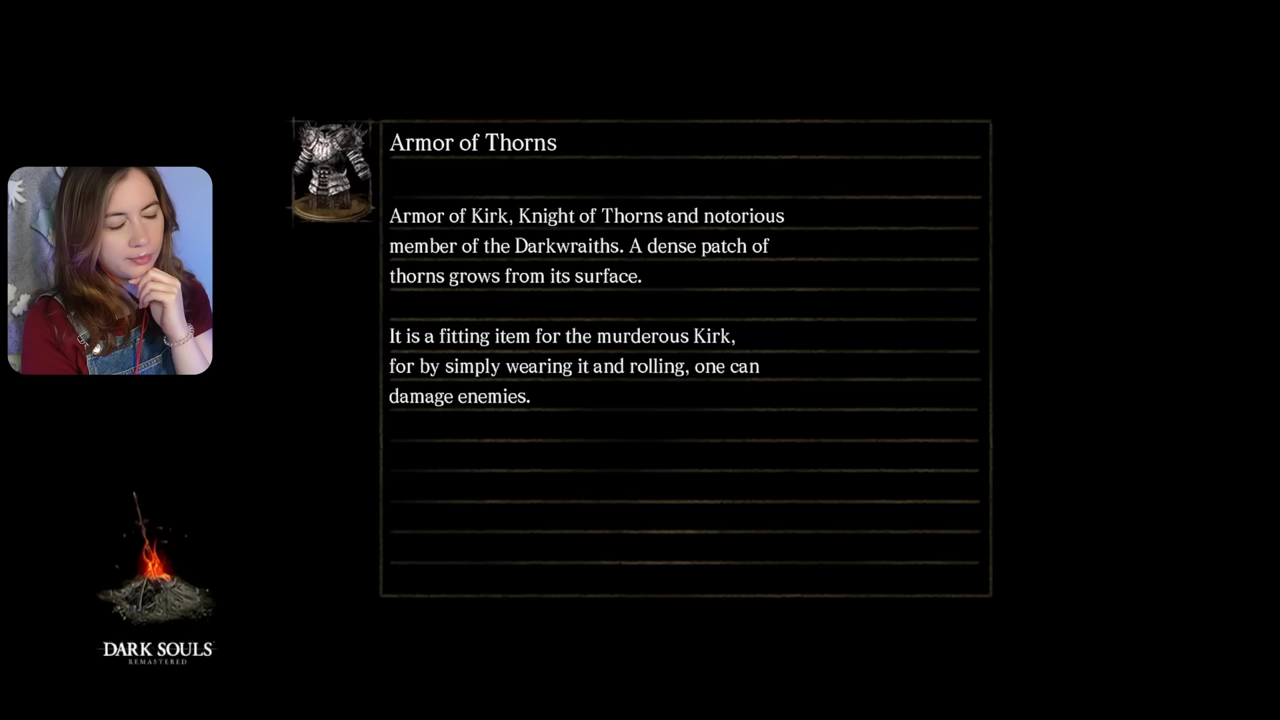 Armor of Thorns
Armor of Kirk, Knight of Thorns and notorious
member of the Darkwraiths. A dense patch of
thorns grows from its surface.
It is a fitting item for the murderous Kirk,
for by simply wearing it and rolling, one can
damage enemies.
DARK SOULS
REMASTERED